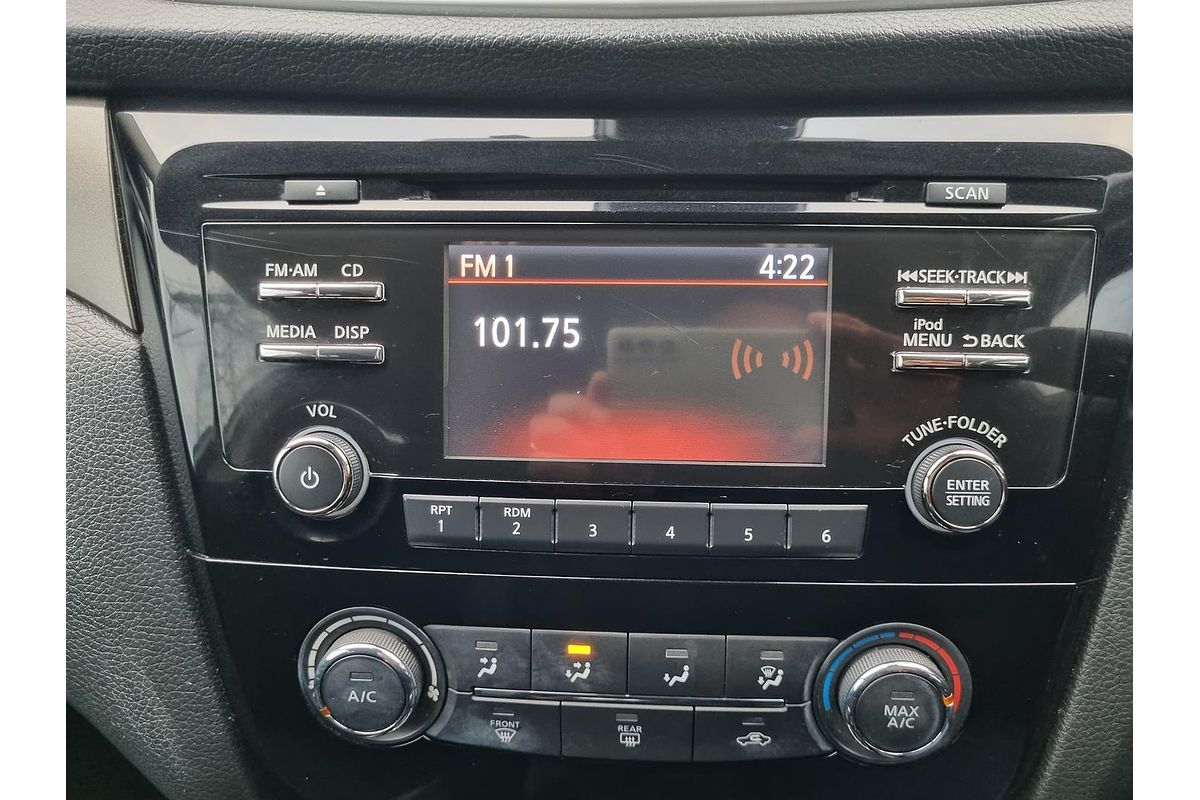 SCAN
FM·AM CD
FM 1 4:22
SEEK·TRACK
101.75
MEDIA DISP
iPod
MENU BACK
VOL
TUNE·FOLDER
ENTER
SETTING
RPT
1
RDM
2
3
4
5
6
A/C
MAX
A/C
FRONT
REAR